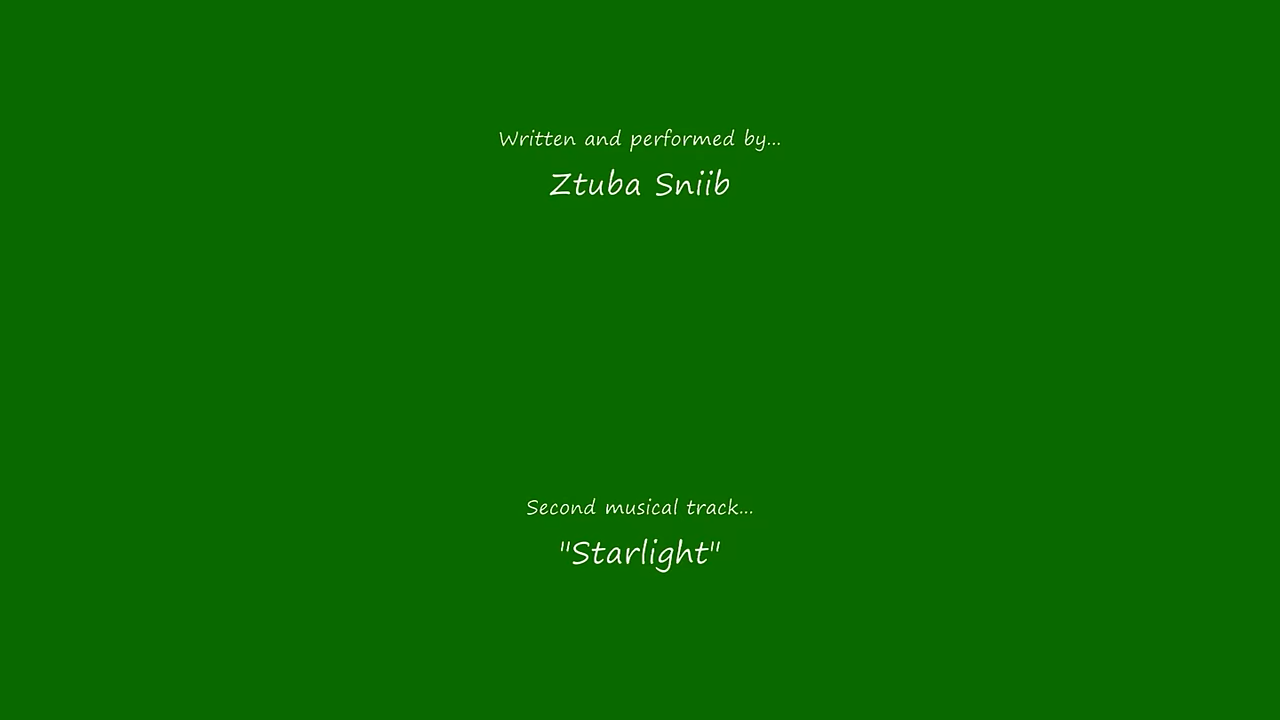 Written and performed by...
Ztuba Sniib
Second musical track...
"Starlight"